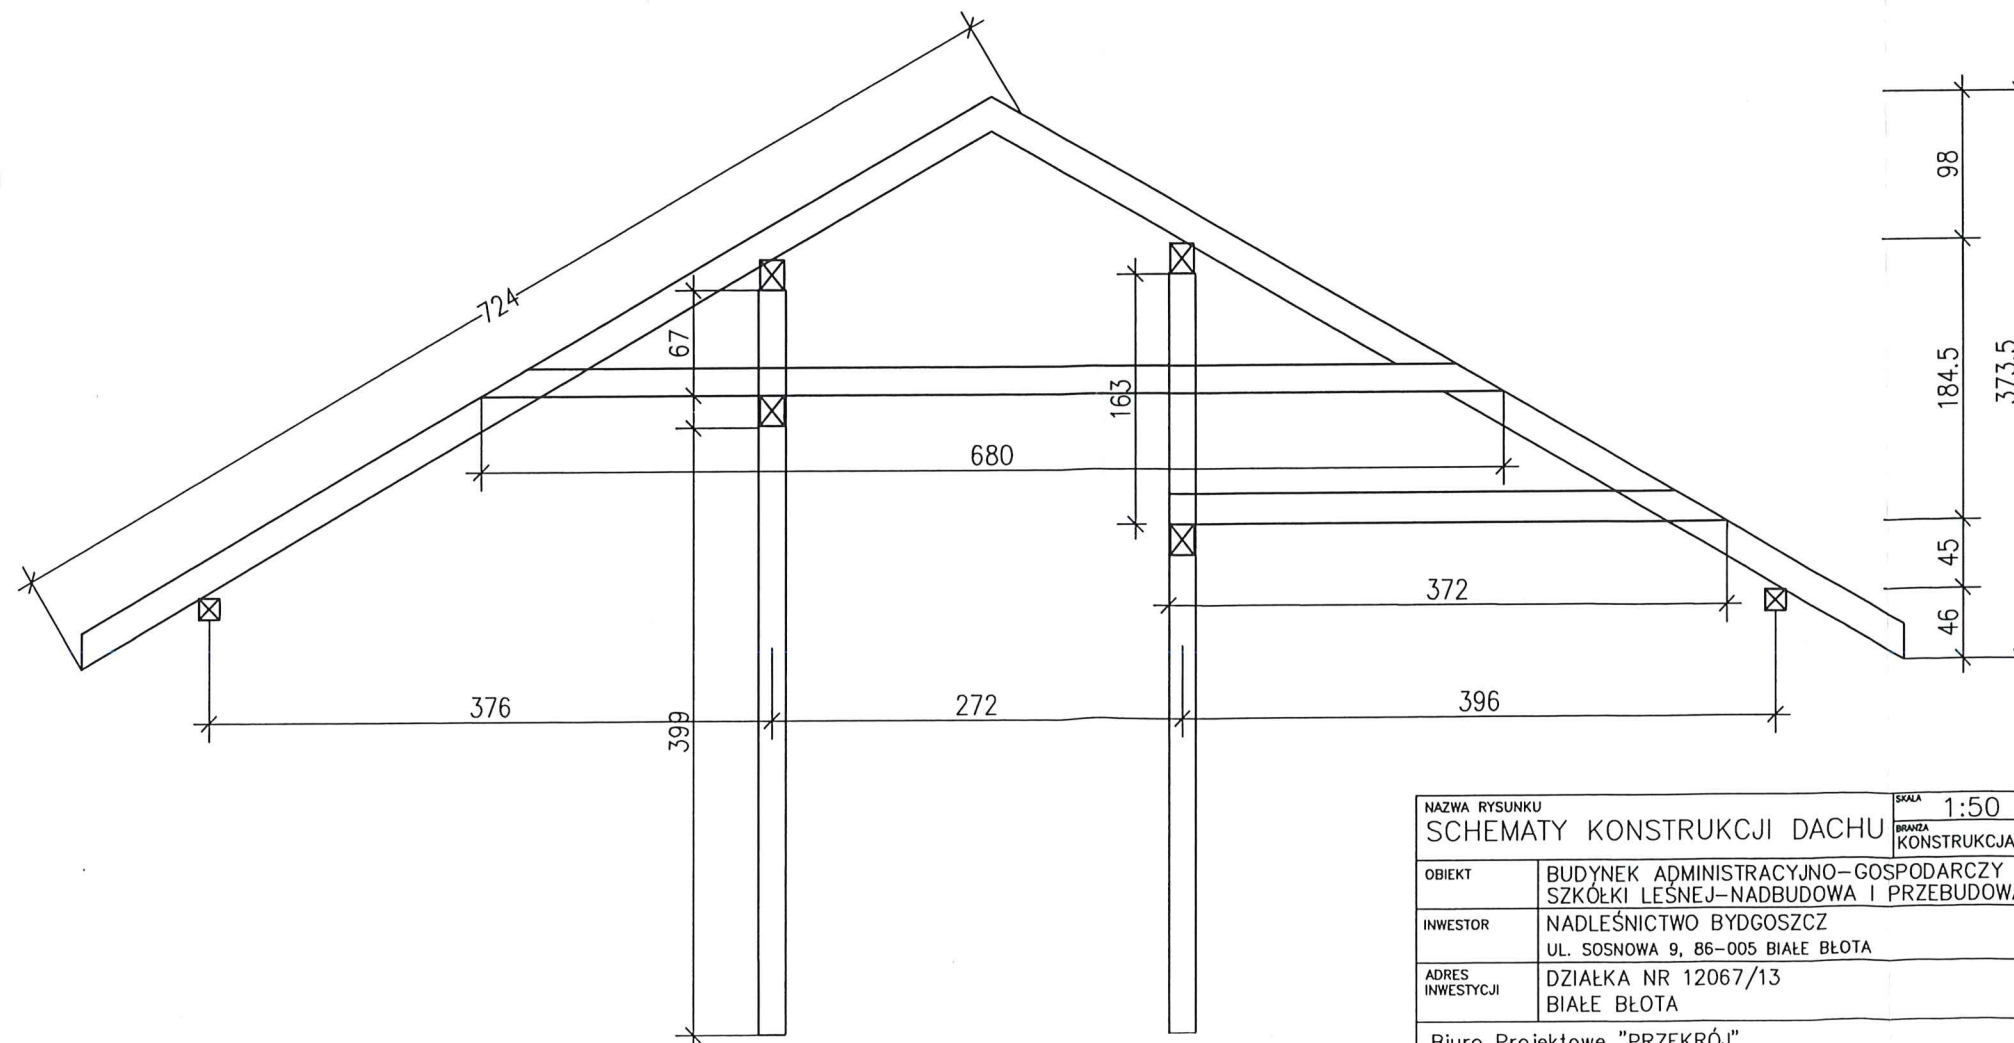 724
67
163
680
372
376
399
272
396
98
184.5
45
46
373.5
NAZWA RYSUNKU
SCHEMATY KONSTRUKCJI DACHU
SKALA 1:50
BRANŻA
KONSTRUKCJA
OBIEKT
BUDYNEK ADMINISTRACYJNO-GOSPODARCZY
SZKÓŁKI LEŚNEJ-NADBUDOWA I PRZEBUDOWA
INWESTOR
NADLEŚNICTWO BYDGOSZCZ
UL. SOSNOWA 9, 86-005 BIAŁE BŁOTA
ADRES
INWESTYCJI
DZIAŁKA NR 12067/13
BIAŁE BŁOTA
Biuro Projektowe "PRZEKRÓJ"